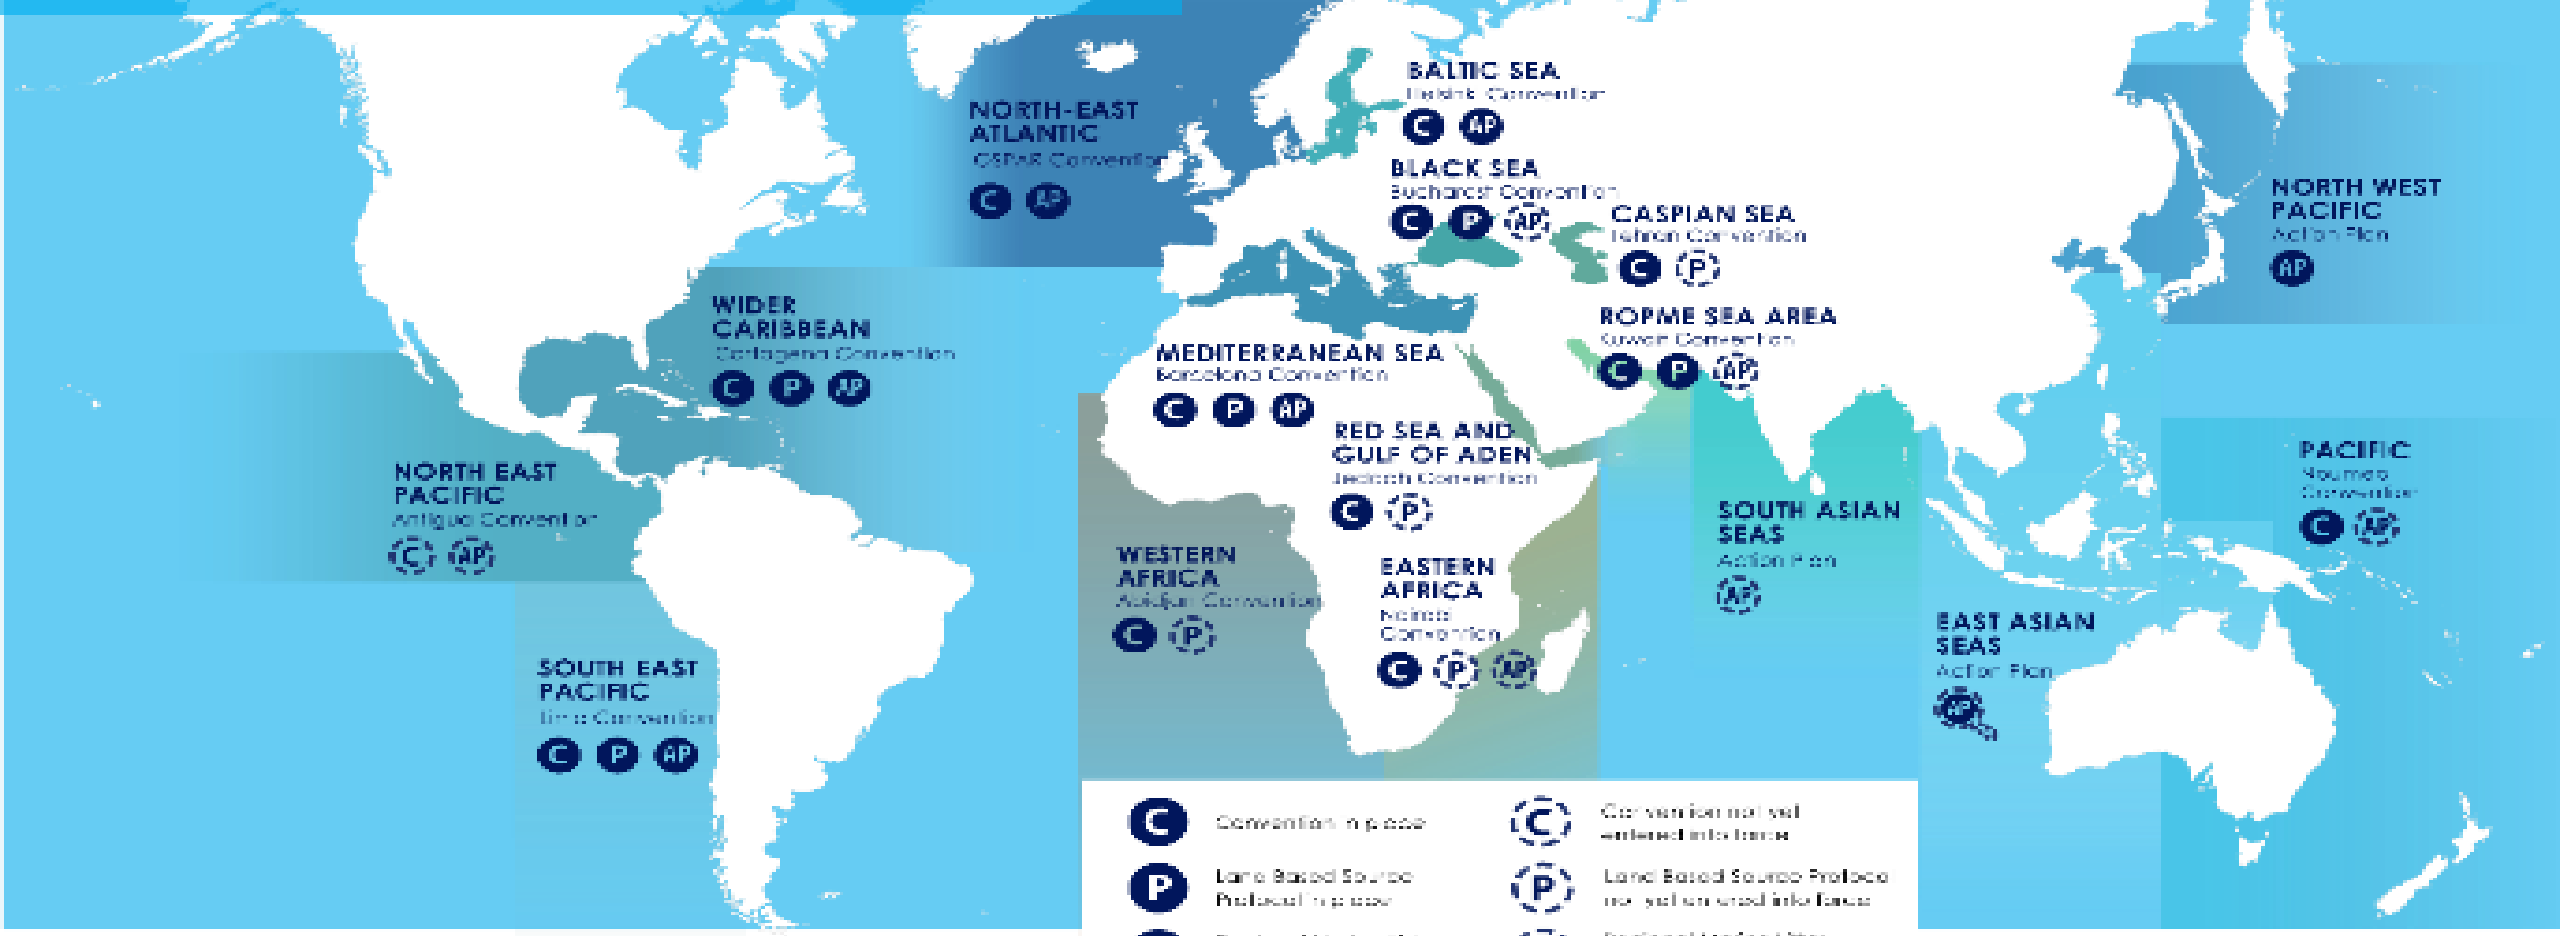 BALTIC SEA
Helsinki Convention
C AP
NORTH-EAST
ATLANTIC
OSPAR Convention
C AP
BLACK SEA
Bucharest Convention
C P AP
CASPIAN SEA
Tehran Convention
C P
NORTH WEST
PACIFIC
Action Plan
AP
WIDER
CARIBBEAN
Cartagena Convention
C P AP
ROPME SEA AREA
Kuwait Convention
C P AP
MEDITERRANEAN SEA
Barcelona Convention
C P AP
RED SEA AND
GULF OF ADEN
Jeddah Convention
C P
NORTH EAST
PACIFIC
Antigua Convention
C AP
PACIFIC
Noumea
Convention
C AP
SOUTH ASIAN
SEAS
Action Plan
AP
WESTERN
AFRICA
Abidjan Convention
C P
EASTERN
AFRICA
Nairobi
Convention
C P AP
EAST ASIAN
SEAS
Action Plan
AP
SOUTH EAST
PACIFIC
Lima Convention
C P AP
C Convention in place
C Convention not yet
entered into force
P Land Based Source
Protocol in place
P Land Based Source Protocol
not yet entered into force